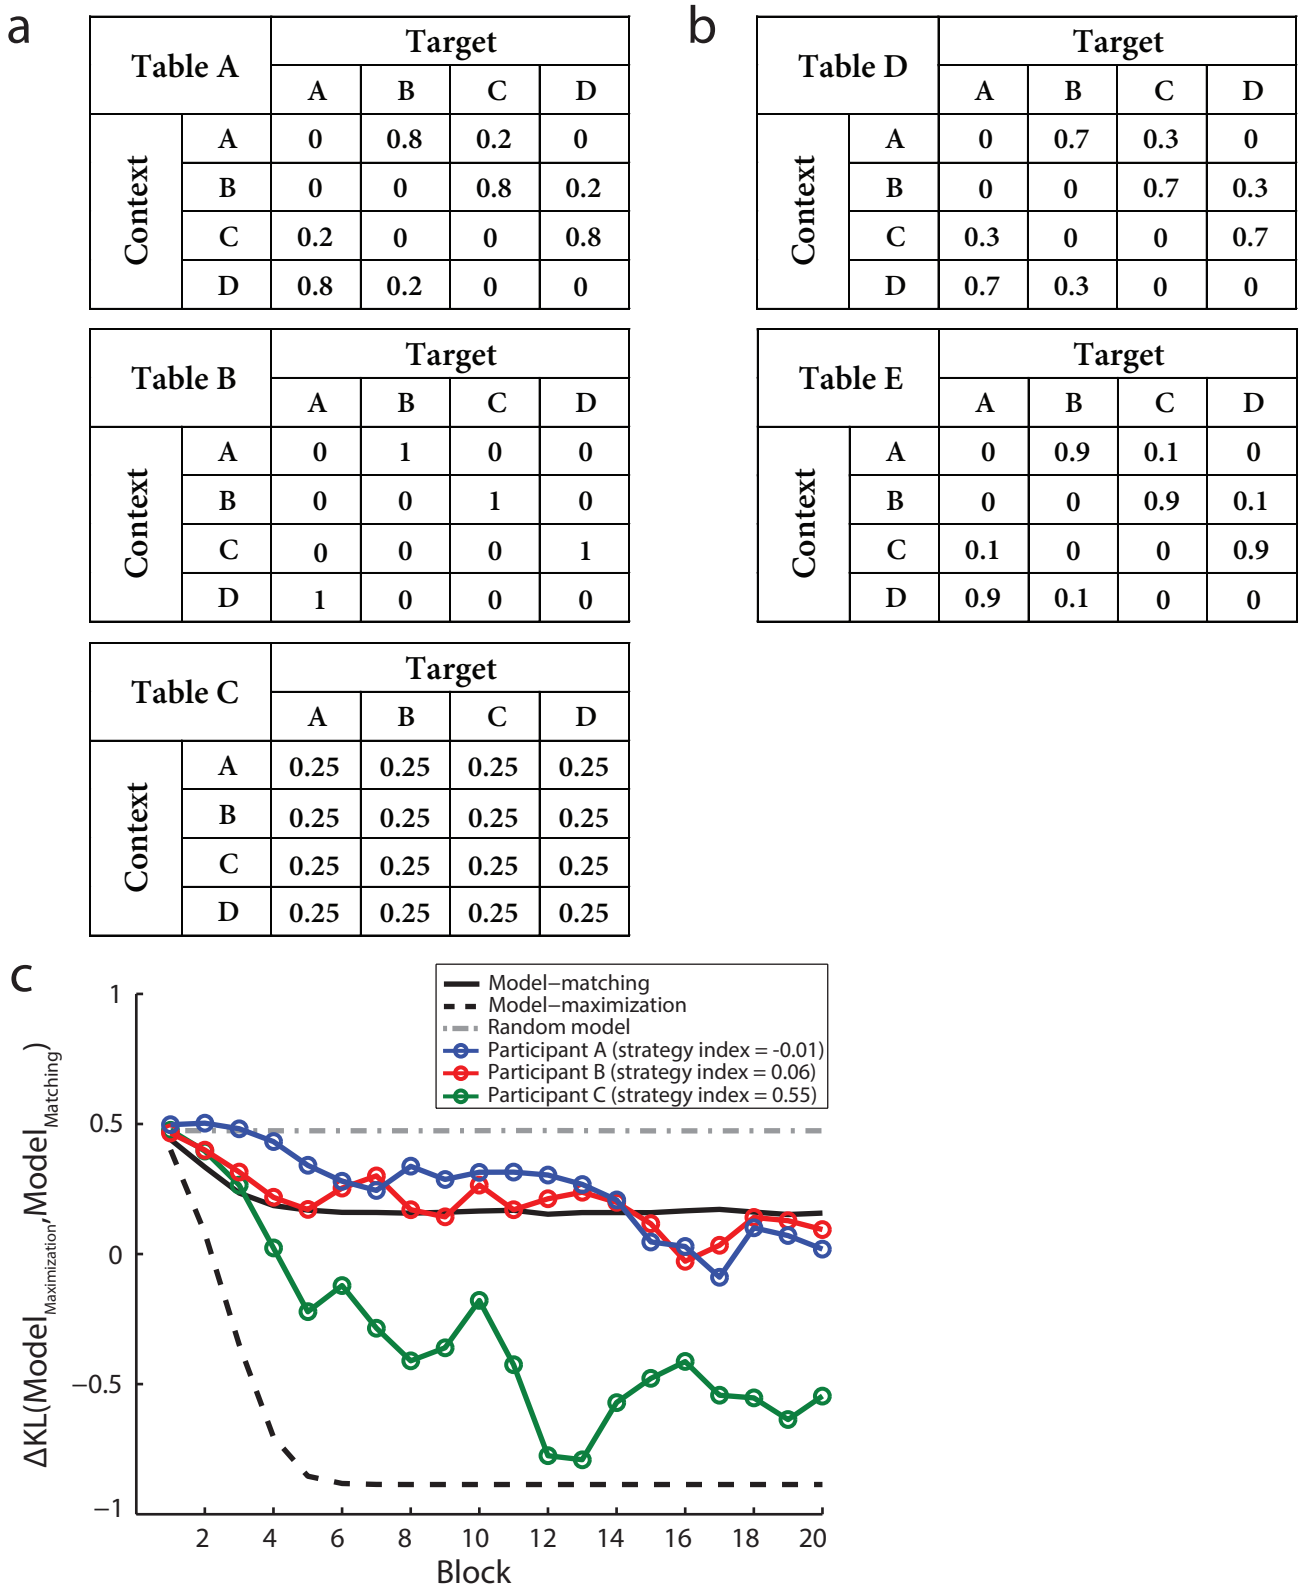 a
Table A
Target
A B C D
Context
A 0 0.8 0.2 0
B 0 0 0.8 0.2
C 0.2 0 0 0.8
D 0.8 0.2 0 0
Table B
Target
A B C D
Context
A 0 1 0 0
B 0 0 1 0
C 0 0 0 1
D 1 0 0 0
Table C
Target
A B C D
Context
A 0.25 0.25 0.25 0.25
B 0.25 0.25 0.25 0.25
C 0.25 0.25 0.25 0.25
D 0.25 0.25 0.25 0.25
b
Table D
Target
A B C D
Context
A 0 0.7 0.3 0
B 0 0 0.7 0.3
C 0.3 0 0 0.7
D 0.7 0.3 0 0
Table E
Target
A B C D
Context
A 0 0.9 0.1 0
B 0 0 0.9 0.1
C 0.1 0 0 0.9
D 0.9 0.1 0 0
c
Model−matching
Model−maximization
Random model
Participant A (strategy index = -0.01)
Participant B (strategy index = 0.06)
Participant C (strategy index = 0.55)
ΔKL(Model Maximization,Model Matching)
1
0.5
0
−0.5
−1
2 4 6 8 10 12 14 16 18 20
Block